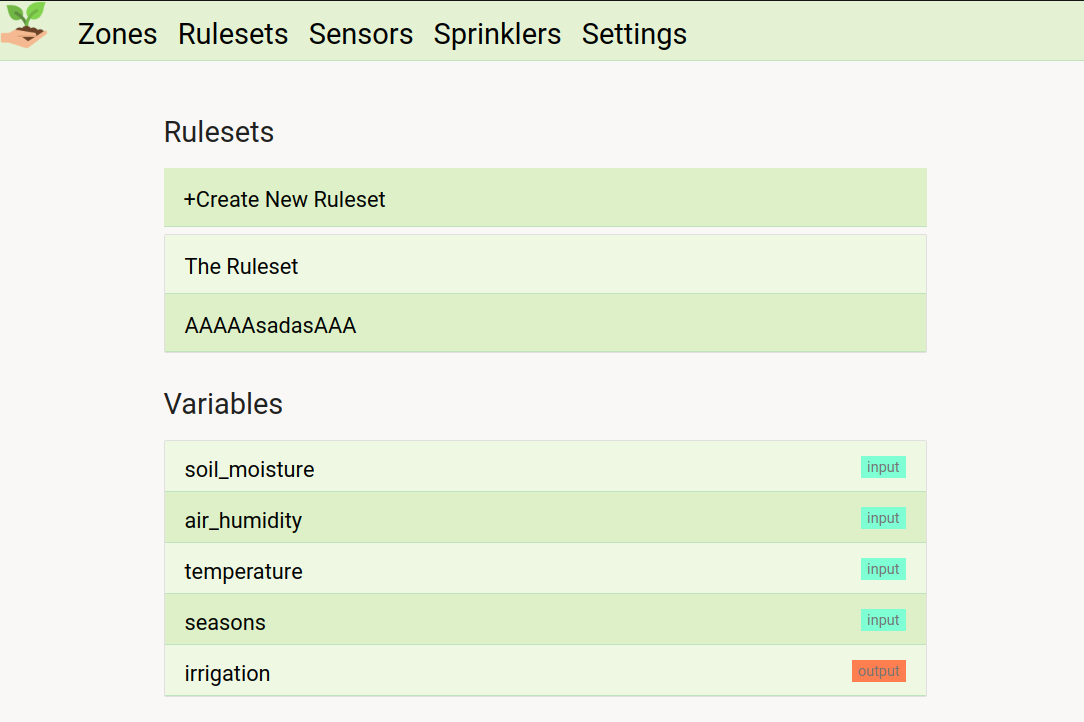 Zones Rulesets Sensors Sprinklers Settings
Rulesets
+Create New Ruleset
The Ruleset
AAAAAsadasAAA
Variables
soil_moisture input
air_humidity input
temperature input
seasons input
irrigation output